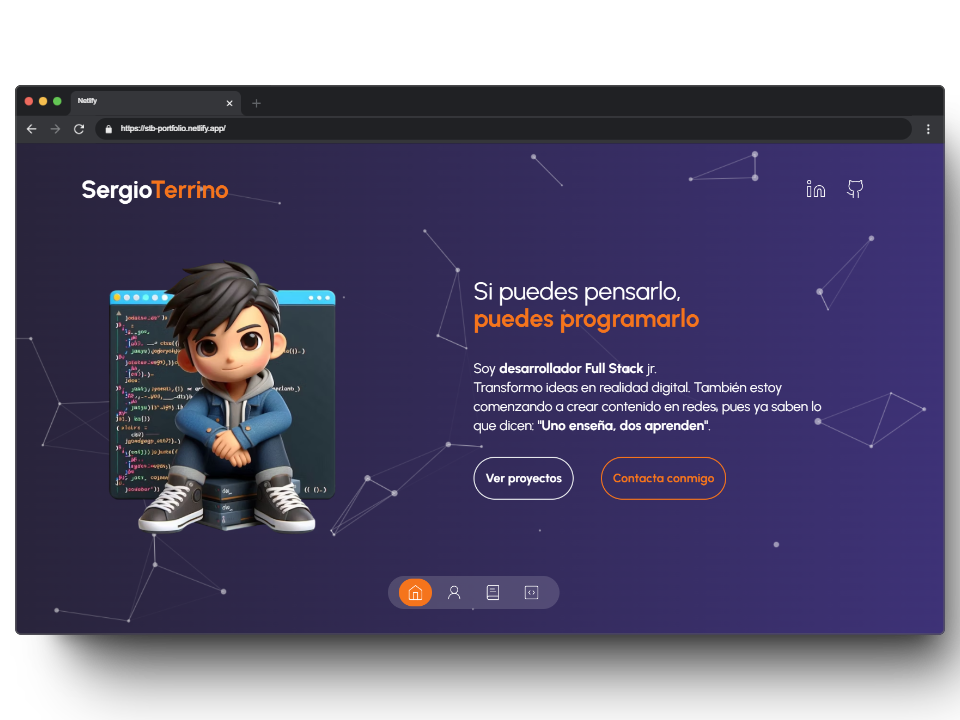 Netlify
https://stb-portfolio.netlify.app/
SergioTerrino
Si puedes pensarlo,
puedes programarlo
Soy desarrollador Full Stack jr.
Transformo ideas en realidad digital. También estoy
comenzando a crear contenido en redes, pues ya saben lo
que dicen: "Uno enseña, dos aprenden".
Ver proyectos
Contacta conmigo